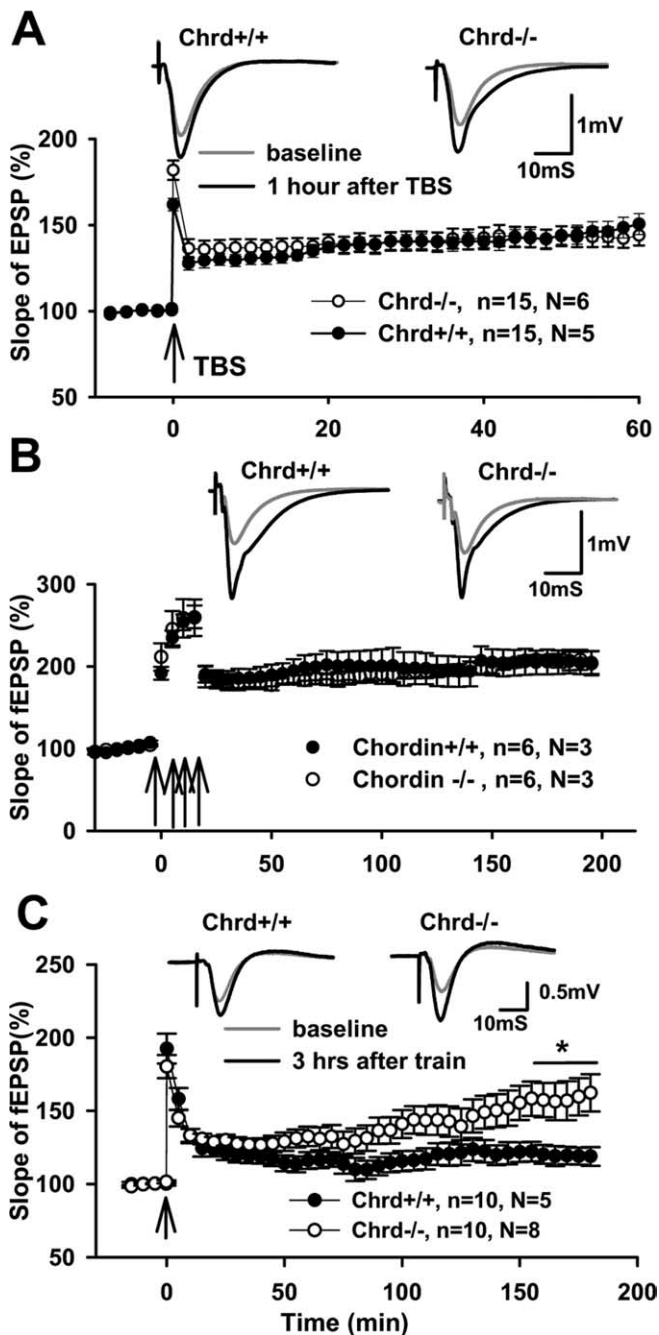 A
Chrd+/+
Chrd-/-
1mV
10mS
baseline
1 hour after TBS
Slope of EPSP (%)
200
150
100
50
Chrd-/-, n=15, N=6
Chrd+/+, n=15, N=5
TBS
0
20
40
60
B
Chrd+/+
Chrd-/-
1mV
10mS
Slope of fEPSP (%)
300
200
100
0
Chordin+/+, n=6, N=3
Chordin -/- , n=6, N=3
0
50
100
150
200
C
Chrd+/+
Chrd-/-
0.5mV
10mS
baseline
3 hrs after train
*
Slope of fEPSP(%)
250
200
150
100
50
Chrd+/+, n=10, N=5
Chrd-/-, n=10, N=8
0
50
100
150
200
Time (min)